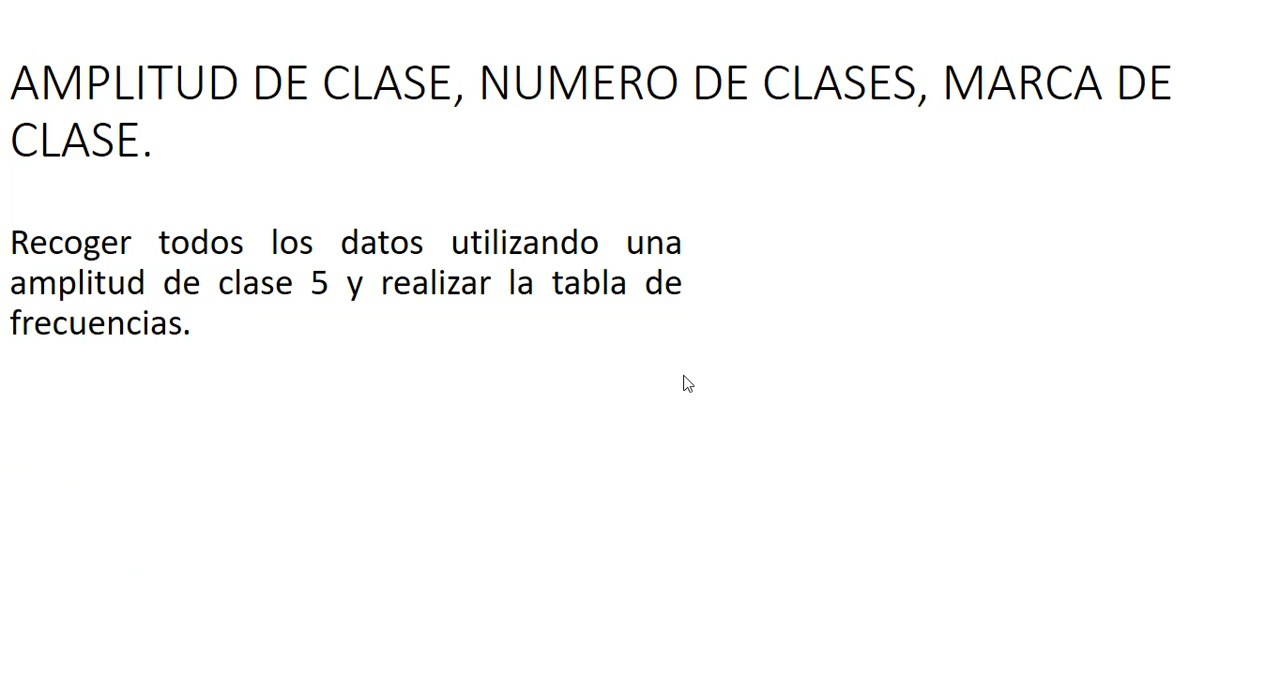 AMPLITUD DE CLASE, NUMERO DE CLASES, MARCA DE
CLASE.
Recoger todos los datos utilizando una
amplitud de clase 5 y realizar la tabla de
frecuencias.